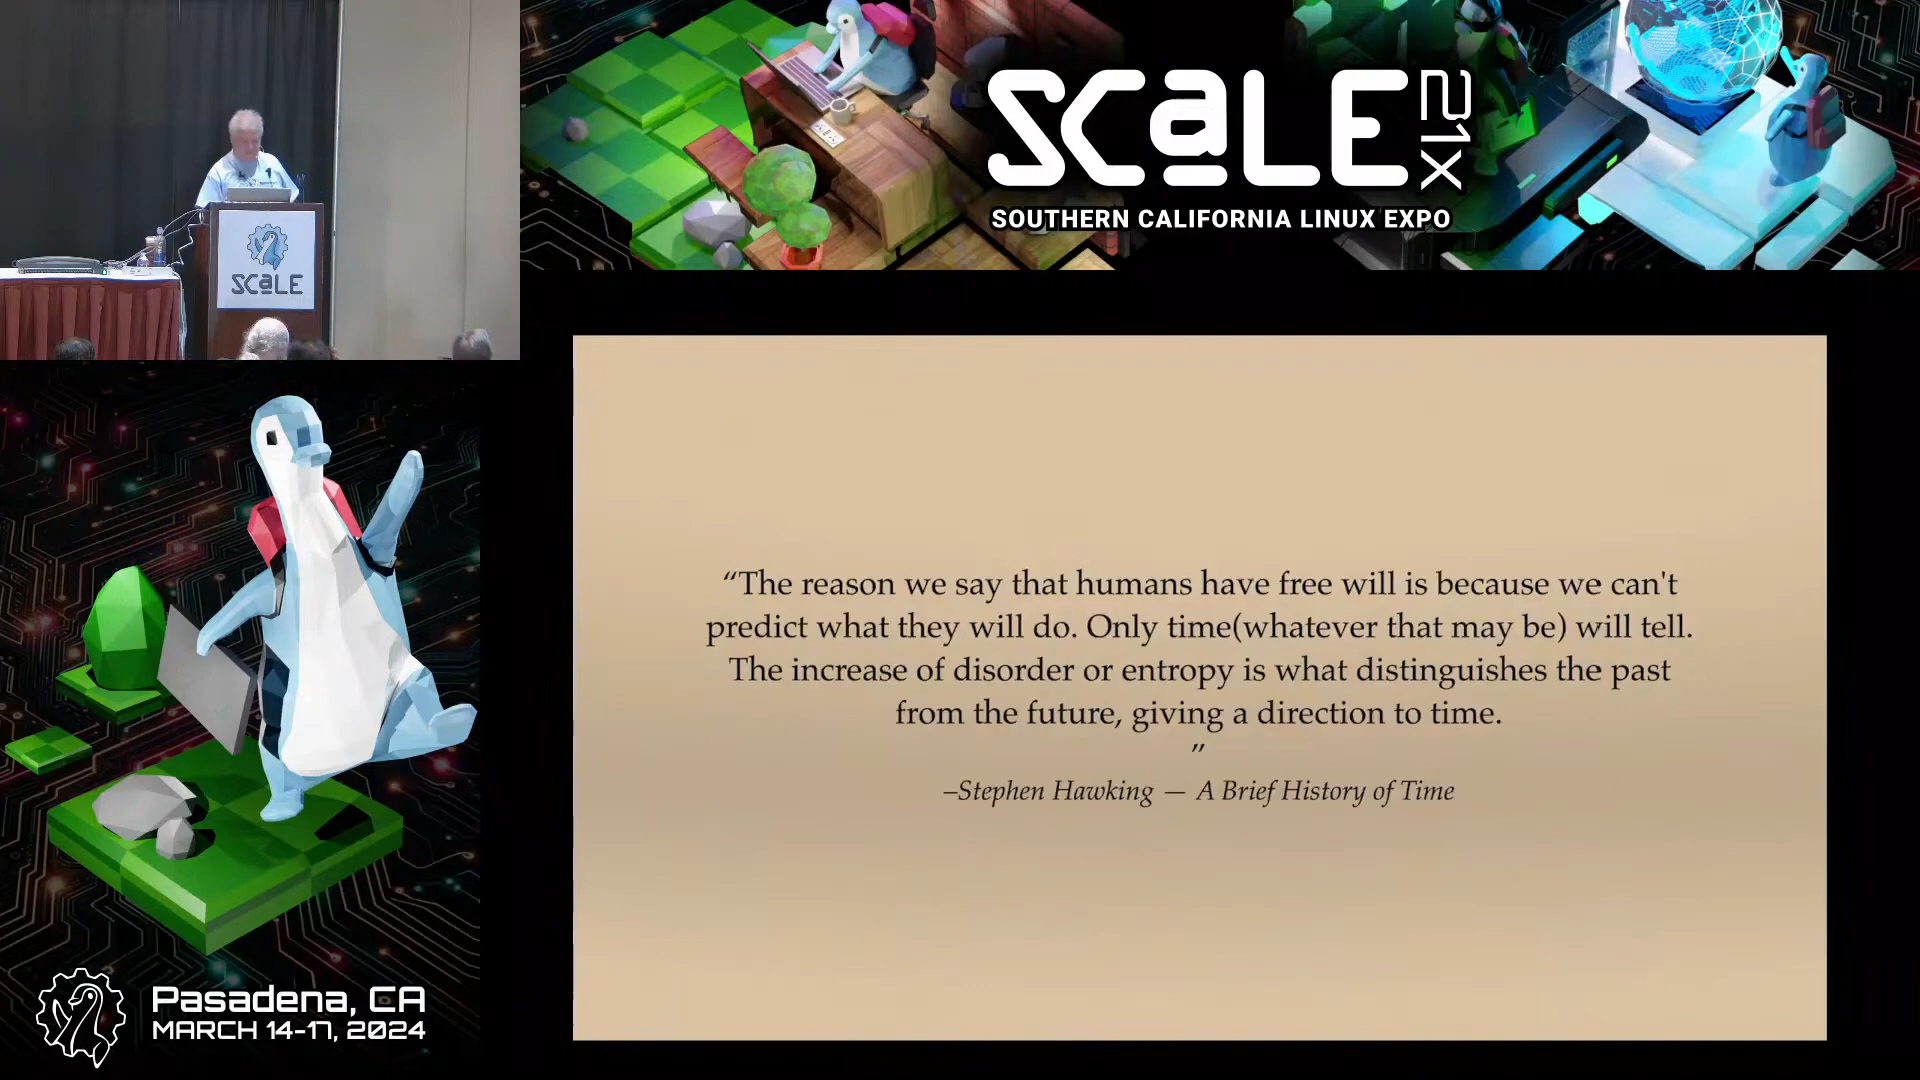 SCaLE 21X
SOUTHERN CALIFORNIA LINUX EXPO
SCaLE
“The reason we say that humans have free will is because we can't
predict what they will do. Only time(whatever that may be) will tell.
The increase of disorder or entropy is what distinguishes the past
from the future, giving a direction to time.
”
–Stephen Hawking — A Brief History of Time
Pasadena, CA
MARCH 14-17, 2024